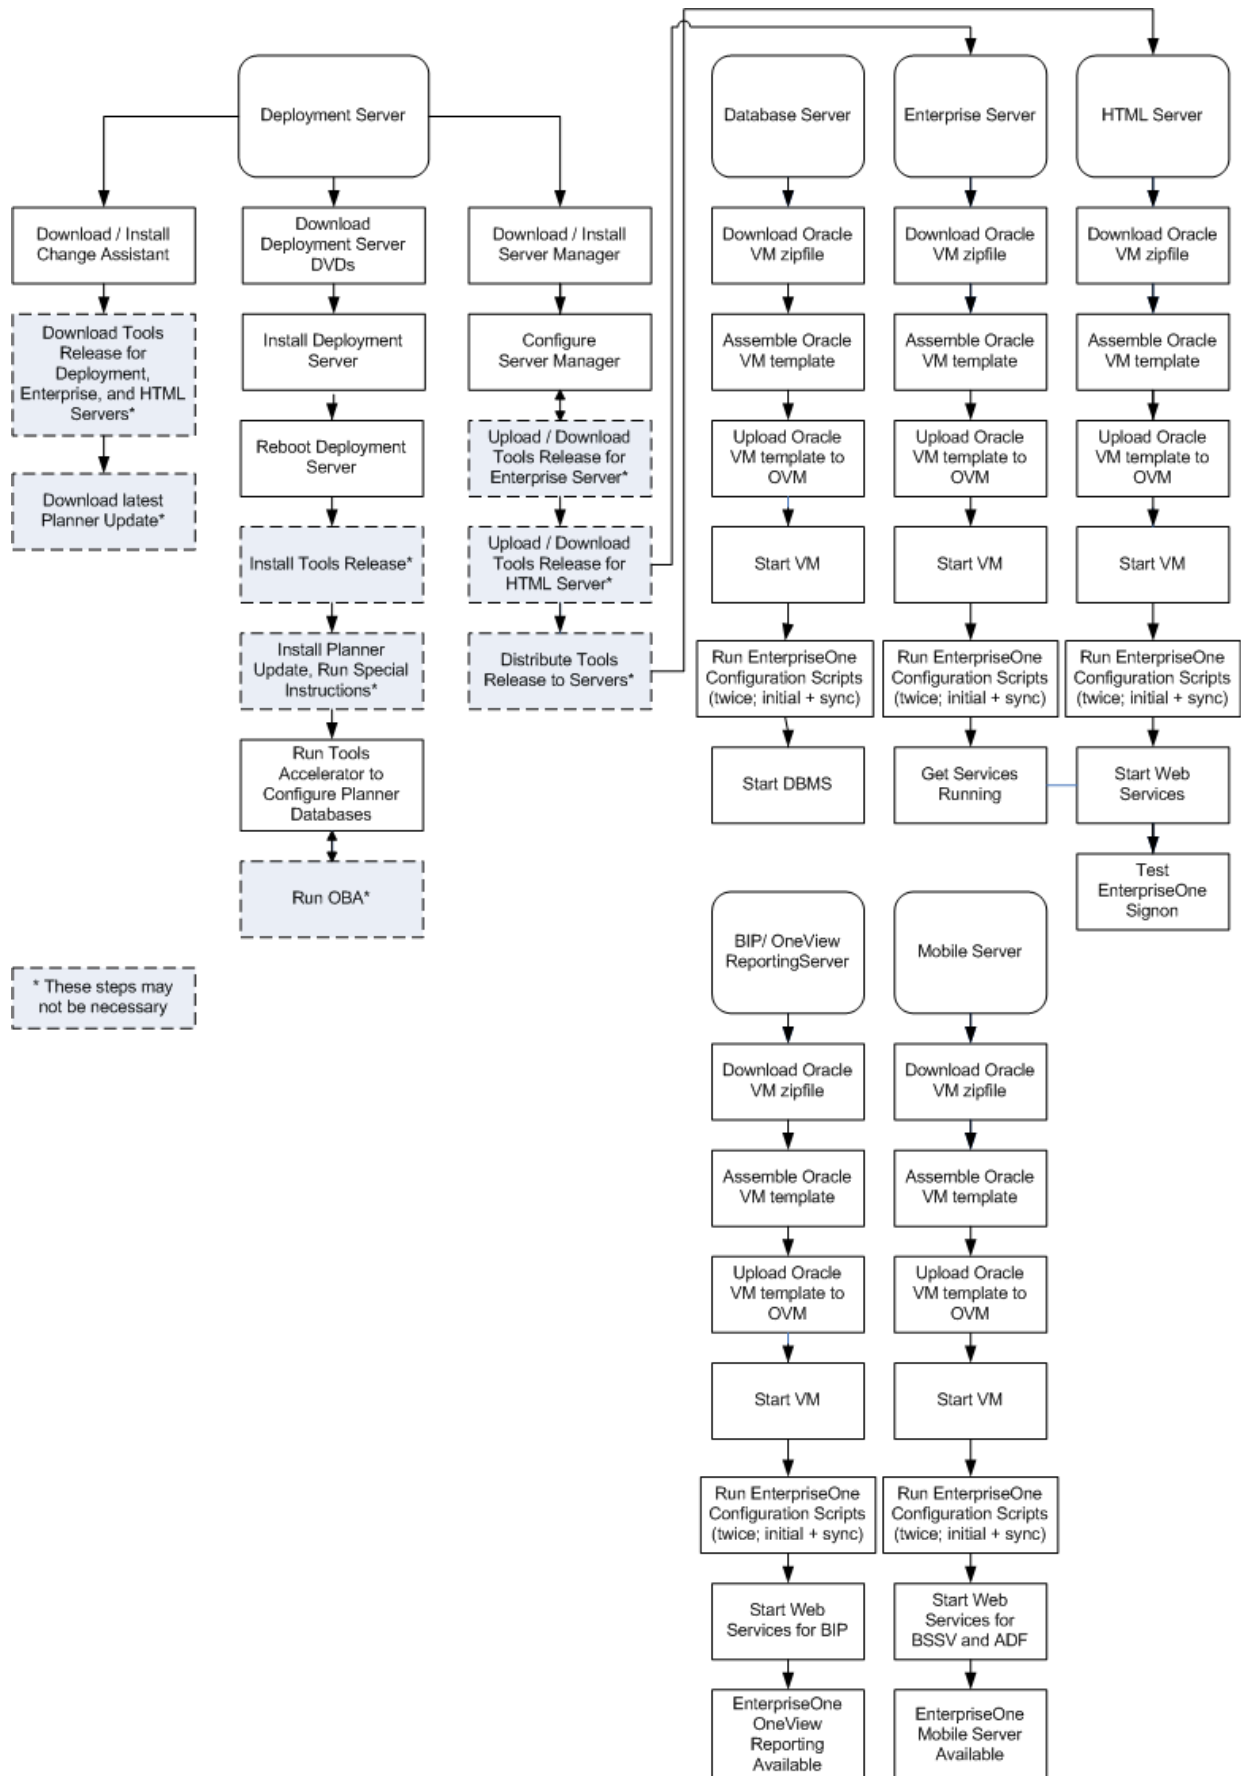 Deployment Server
Database Server
Enterprise Server
HTML Server
Download / Install
Change Assistant
Download Tools
Release for
Deployment,
Enterprise, and HTML
Servers*
Download latest
Planner Update*
Download
Deployment Server
DVDs
Install Deployment
Server
Reboot Deployment
Server
Install Tools Release*
Install Planner
Update, Run Special
Instructions*
Run Tools
Accelerator to
Configure Planner
Databases
Run OBA*
Download / Install
Server Manager
Configure
Server Manager
Upload / Download
Tools Release for
Enterprise Server*
Upload / Download
Tools Release for
HTML Server*
Distribute Tools
Release to Servers*
Download Oracle
VM zipfile
Assemble Oracle
VM template
Upload Oracle
VM template to
OVM
Start VM
Run EnterpriseOne
Configuration Scripts
(twice; initial + sync)
Start DBMS
Download Oracle
VM zipfile
Assemble Oracle
VM template
Upload Oracle
VM template to
OVM
Start VM
Run EnterpriseOne
Configuration Scripts
(twice; initial + sync)
Get Services
Running
Download Oracle
VM zipfile
Assemble Oracle
VM template
Upload Oracle
VM template to
OVM
Start VM
Run EnterpriseOne
Configuration Scripts
(twice; initial + sync)
Start Web
Services
Test
EnterpriseOne
Signon
* These steps may
not be necessary
BIP/ OneView
ReportingServer
Download Oracle
VM zipfile
Assemble Oracle
VM template
Upload Oracle
VM template to
OVM
Start VM
Run EnterpriseOne
Configuration Scripts
(twice; initial + sync)
Start Web
Services for BIP
EnterpriseOne
OneView
Reporting
Available
Mobile Server
Download Oracle
VM zipfile
Assemble Oracle
VM template
Upload Oracle
VM template to
OVM
Start VM
Run EnterpriseOne
Configuration Scripts
(twice; initial + sync)
Start Web
Services for
BSSV and ADF
EnterpriseOne
Mobile Server
Available